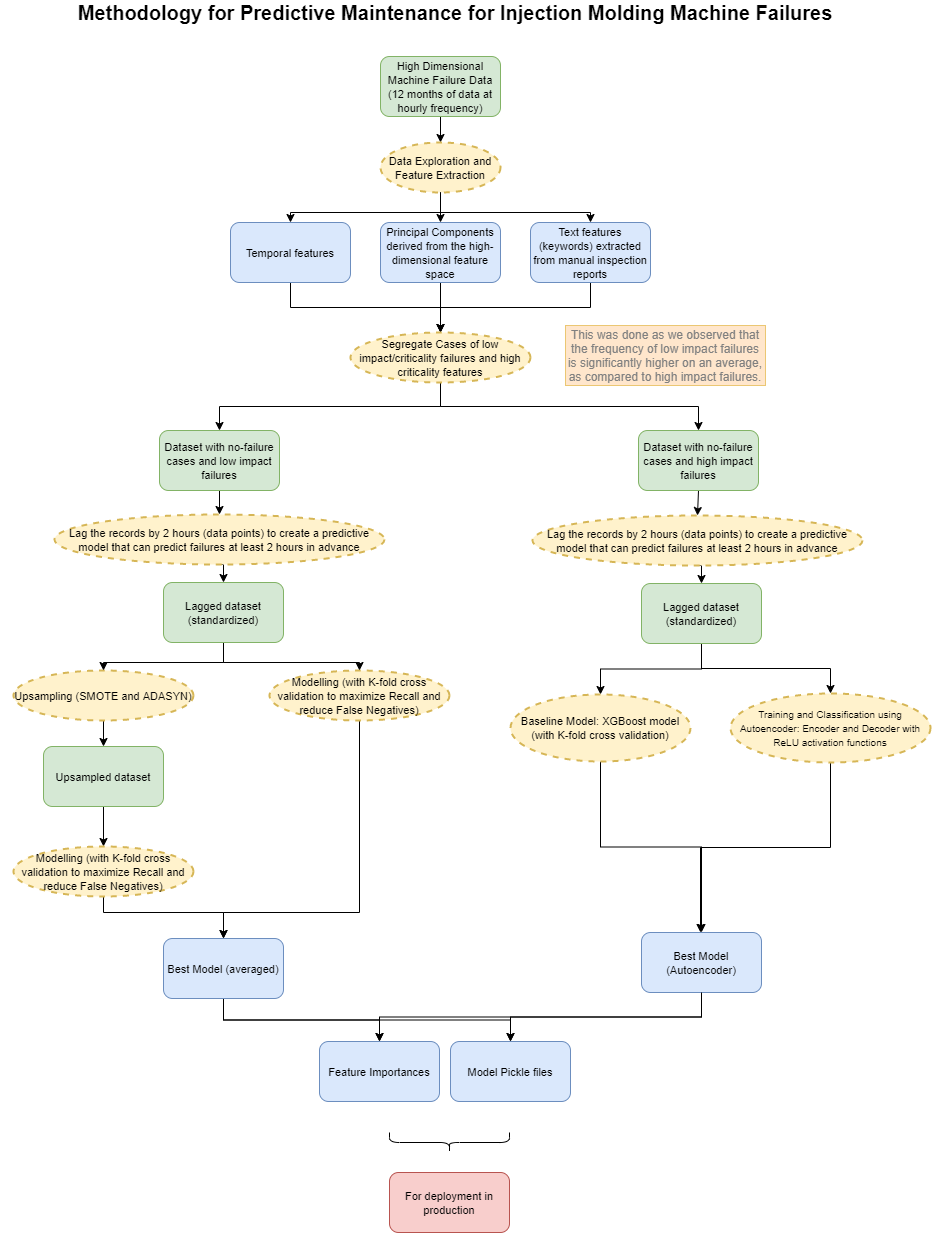 Methodology for Predictive Maintenance for Injection Molding Machine Failures
High Dimensional
Machine Failure Data
(12 months of data at
hourly frequency)
Data Exploration and
Feature Extraction
Temporal features
Principal Components
derived from the high-
dimensional feature
space
Text features
(keywords) extracted
from manual inspection
reports
Segregate Cases of low
impact/criticality failures and high
criticality features
This was done as we observed that
the frequency of low impact failures
is significantly higher on an average,
as compared to high impact failures.
Dataset with no-failure
cases and low impact
failures
Dataset with no-failure
cases and high impact
failures
Lag the records by 2 hours (data points) to create a predictive
model that can predict failures at least 2 hours in advance
Lag the records by 2 hours (data points) to create a predictive
model that can predict failures at least 2 hours in advance
Lagged dataset
(standardized)
Lagged dataset
(standardized)
Upsampling (SMOTE and ADASYN)
Modelling (with K-fold cross
validation to maximize Recall and
reduce False Negatives)
Baseline Model: XGBoost model
(with K-fold cross validation)
Training and Classification using
Autoencoder: Encoder and Decoder with
ReLU activation functions
Upsampled dataset
Modelling (with K-fold cross
validation to maximize Recall and
reduce False Negatives)
Best Model (averaged)
Best Model
(Autoencoder)
Feature Importances
Model Pickle files
For deployment in
production